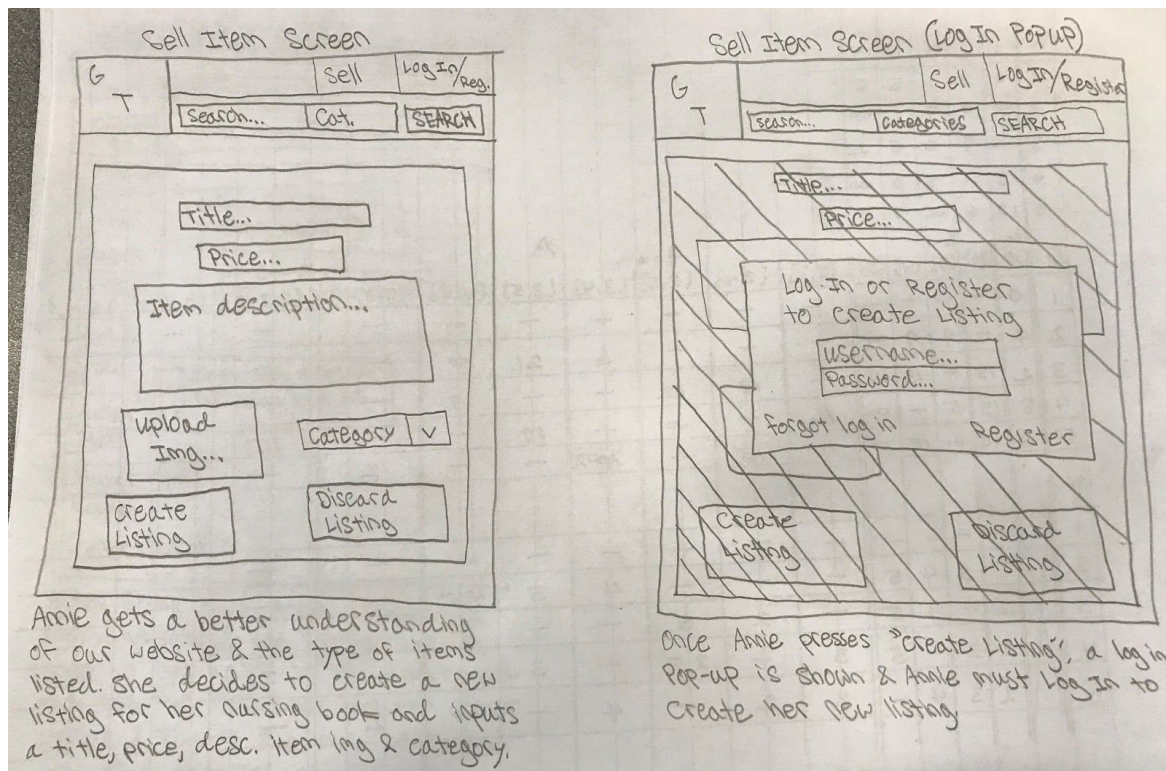 Sell Item Screen
G
T
Sell
Log In/
Reg.
Search...
Cat.
SEARCH
Title...
Price...
Item description...
Upload
Img...
Category
Create
Listing
Discard
Listing
Annie gets a better understanding
of our website & the type of items
listed. She decides to create a new
listing for her nursing book and inputs
a title, price, desc. item img & category.
Sell Item Screen (Log In Popup)
G
T
Sell
Log In/Register
Search...
Categories
SEARCH
Title...
Price...
Log-In or Register
to Create Listing
Username...
Password...
forgot log in
Register
Create
Listing
Discard
Listing
Once Annie presses "Create Listing", a log in
Pop-up is shown & Annie must Log In to
Create her new listing